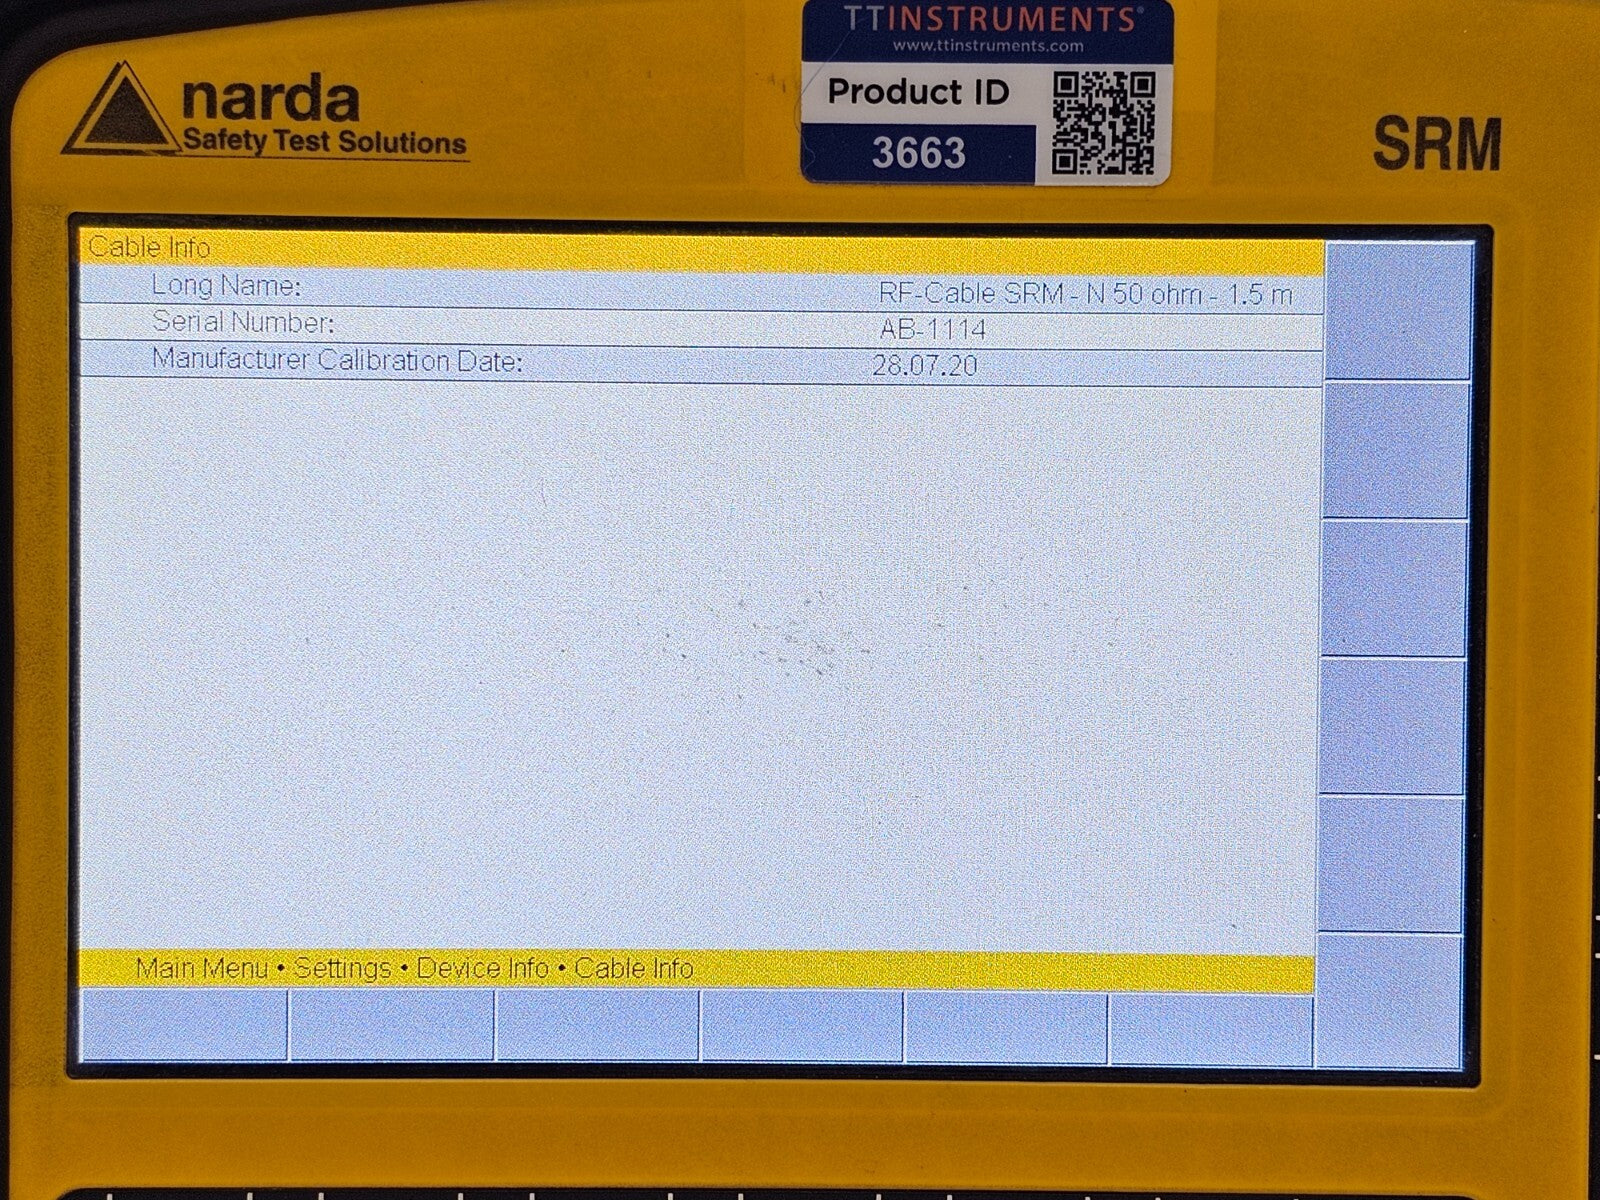 TTINSTRUMENTS®
www.ttinstruments.com
narda
Safety Test Solutions
Product ID
3663
SRM
Cable Info
Long Name: RF-Cable SRM - N 50 ohm - 1.5 m
Serial Number: AB-1114
Manufacturer Calibration Date: 28.07.20
Main Menu • Settings • Device Info • Cable Info